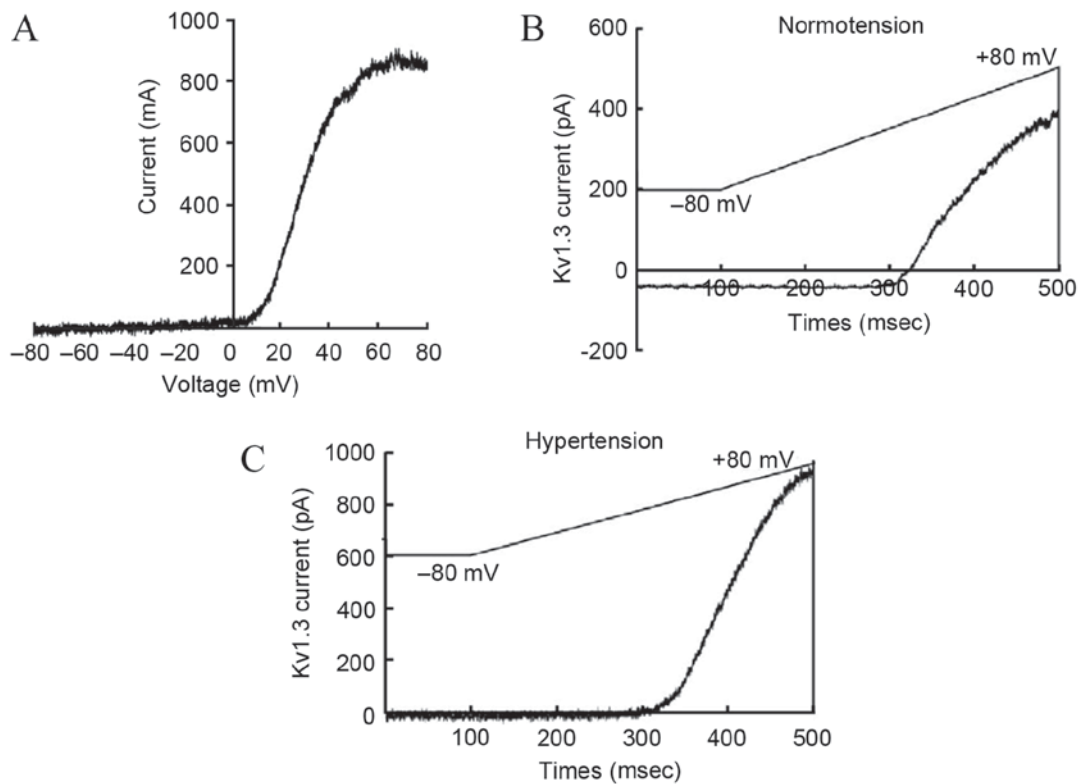 A
Current (mA)
1000
800
600
400
200
–80 –60 –40 –20 0 20 40 60 80
Voltage (mV)
B
Normotension
Kv1.3 current (pA)
600
400
200
0
-200
–80 mV
+80 mV
100 200 300 400 500
Times (msec)
C
Hypertension
Kv1.3 current (pA)
1000
800
600
400
200
0
–80 mV
+80 mV
100 200 300 400 500
Times (msec)